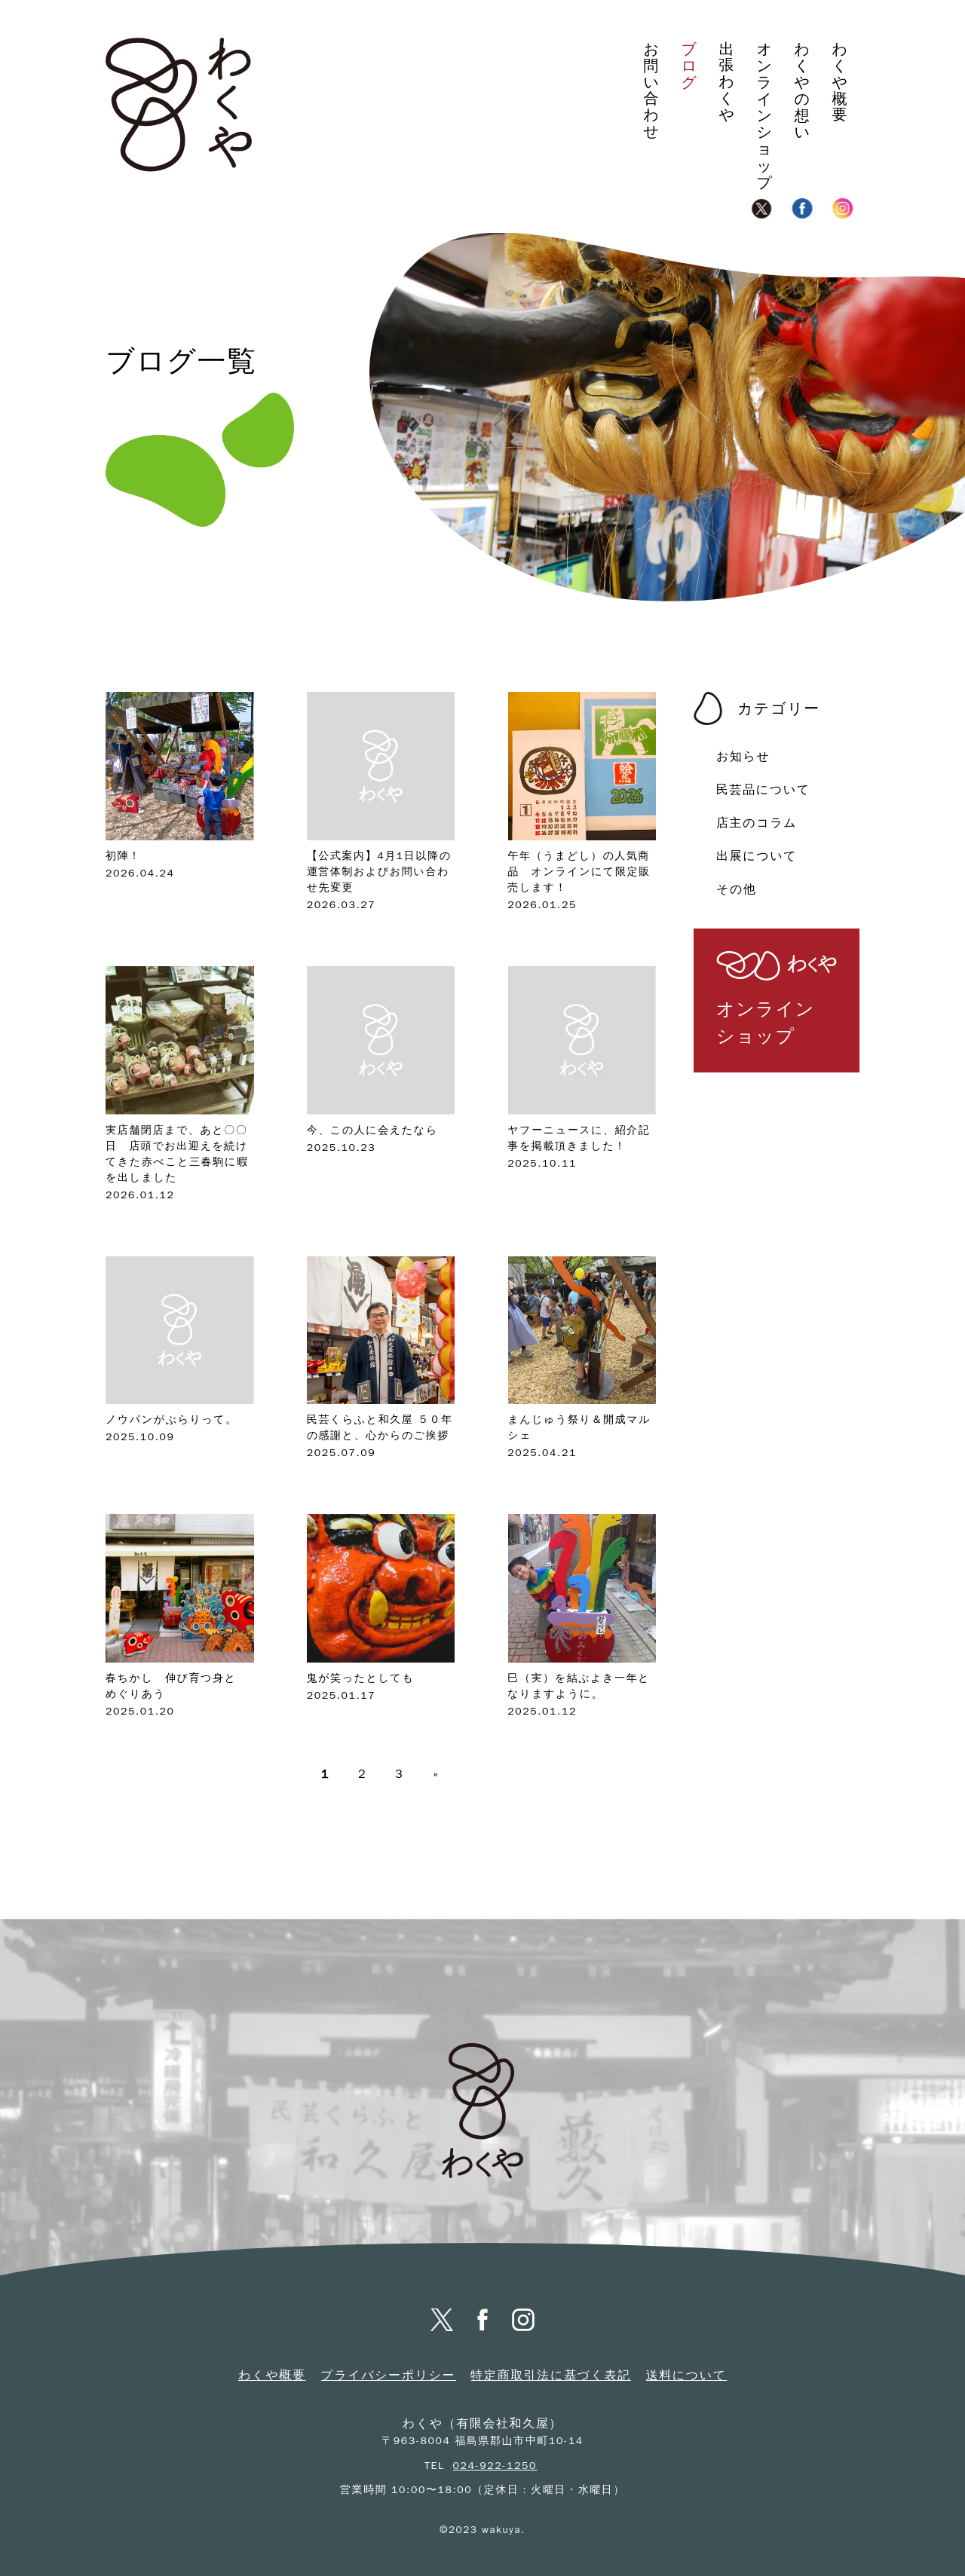 わくや
わくや概要
わくやの想い
オンラインショップ
出張わくや
ブログ
お問い合わせ
ブログ一覧
初陣！
2026.04.24
わくや
【公式案内】4月1日以降の
運営体制およびお問い合わ
せ先変更
2026.03.27
1
2026
午年（うまどし）の人気商
品　オンラインにて限定販
売します！
2026.01.25
実店舗閉店まで、あと〇〇
日　店頭でお出迎えを続け
てきた赤べこと三春駒に暇
を出しました
2026.01.12
わくや
今、この人に会えたなら
2025.10.23
わくや
ヤフーニュースに、紹介記
事を掲載頂きました！
2025.10.11
わくや
ノウパンがぶらりって。
2025.10.09
民芸くらふと和久屋 ５０年
の感謝と、心からのご挨拶
2025.07.09
まんじゅう祭り＆開成マル
シェ
2025.04.21
春ちかし　伸び育つ身と
めぐりあう
2025.01.20
鬼が笑ったとしても
2025.01.17
巳（実）を結ぶよき一年と
なりますように。
2025.01.12
1 2 3 »
カテゴリー
お知らせ
民芸品について
店主のコラム
出展について
その他
わくや
オンライン
ショップ
民芸くらふと
和久屋
わくや
わくや概要 プライバシーポリシー 特定商取引法に基づく表記 送料について
わくや（有限会社和久屋）
〒963-8004 福島県郡山市中町10-14
TEL 024-922-1250
営業時間 10:00〜18:00（定休日：火曜日・水曜日）
©2023 wakuya.